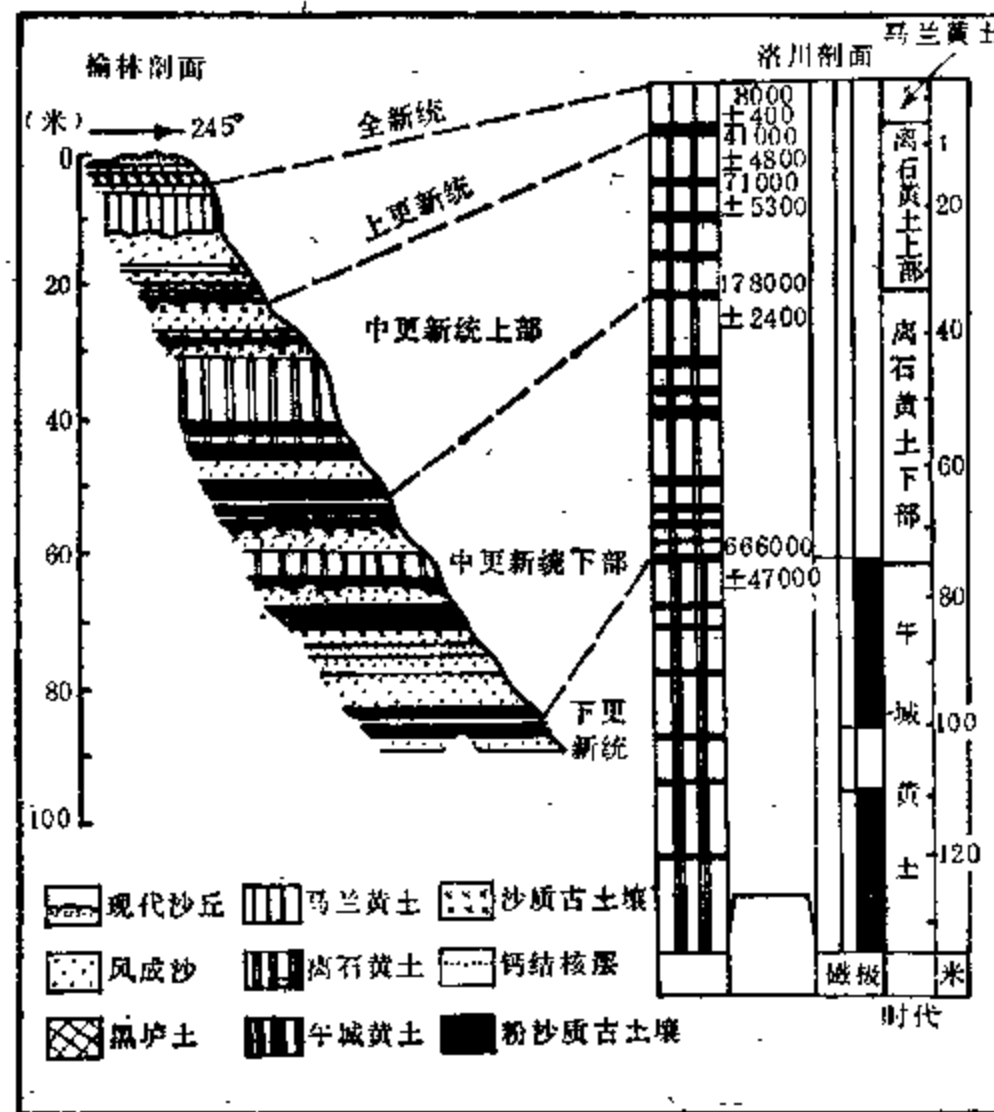 马兰黄土
榆林剖面
洛川剖面
(米)
245°
0
20
40
60
80
100
全新统
上更新统
中更新统上部
中更新统下部
下更
新统
8000
±400
41000
±4800
71000
±5300
178000
±2400
666000
±47000
离石黄土上部
离石黄土下部
午城黄土
1
20
40
60
80
100
120
磁极
米
时代
现代沙丘
马兰黄土
沙质古土壤
风成沙
离石黄土
钙结核层
黑垆土
午城黄土
粉沙质古土壤